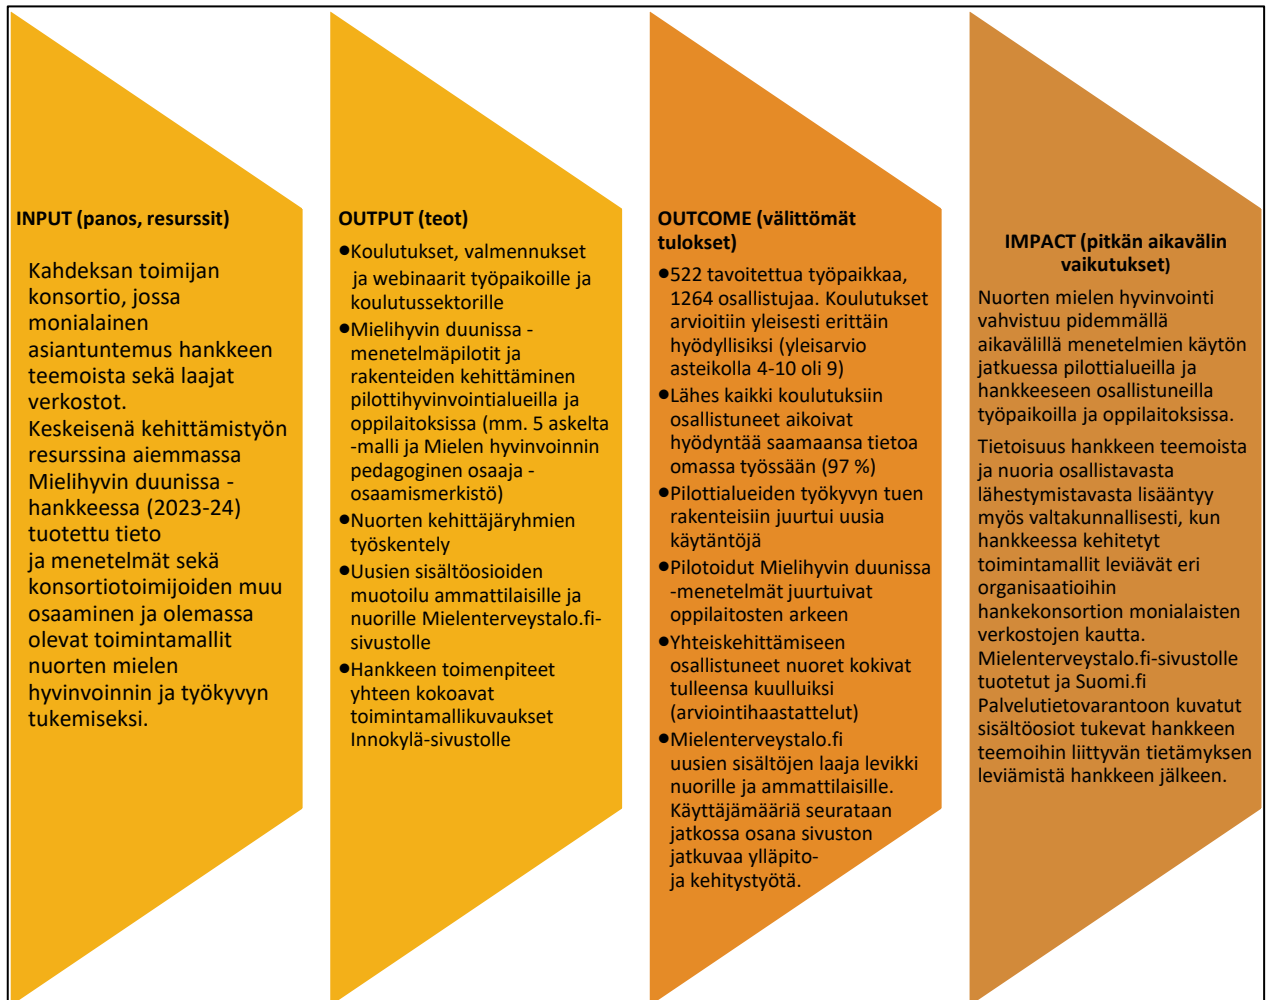 INPUT (panos, resurssit)
Kahdeksan toimijan
konsortio, jossa
monialainen
asiantuntemus hankkeen
teemoista sekä laajat
verkostot.
Keskeisenä kehittämistyön
resurssina aiemmassa
Mielihyvin duunissa -
hankkeessa (2023-24)
tuotettu tieto
ja menetelmät sekä
konsortiotoimijoiden muu
osaaminen ja olemassa
olevat toimintamallit
nuorten mielen
hyvinvoinnin ja työkyvyn
tukemiseksi.
OUTPUT (teot)
●Koulutukset, valmennukset
ja webinaarit työpaikoille ja
koulutussektorille
●Mielihyvin duunissa -
menetelmäpilotit ja
rakenteiden kehittäminen
pilottihyvinvointialueilla ja
oppilaitoksissa (mm. 5 askelta
-malli ja Mielen hyvinvoinnin
pedagoginen osaaja -
osaamismerkistö)
●Nuorten kehittäjäryhmien
työskentely
●Uusien sisältöosioiden
muotoilu ammattilaisille ja
nuorille Mielenterveystalo.fi-
sivustolle
●Hankkeen toimenpiteet
yhteen kokoavat
toimintamallikuvaukset
Innokylä-sivustolle
OUTCOME (välittömät
tulokset)
●522 tavoitettua työpaikkaa,
1264 osallistujaa. Koulutukset
arvioitiin yleisesti erittäin
hyödyllisiksi (yleisarvio
asteikolla 4-10 oli 9)
●Lähes kaikki koulutuksiin
osallistuneet aikoivat
hyödyntää saamaansa tietoa
omassa työssään (97 %)
●Pilottialueiden työkyvyn tuen
rakenteisiin juurtui uusia
käytäntöjä
●Pilotoidut Mielihyvin duunissa
-menetelmät juurtuivat
oppilaitosten arkeen
●Yhteiskehittämiseen
osallistuneet nuoret kokivat
tulleensa kuulluiksi
(arviointihaastattelut)
●Mielenterveystalo.fi
uusien sisältöjen laaja levikki
nuorille ja ammattilaisille.
Käyttäjämääriä seurataan
jatkossa osana sivuston
jatkuvaa ylläpito-
ja kehitystyötä.
IMPACT (pitkän aikavälin
vaikutukset)
Nuorten mielen hyvinvointi
vahvistuu pidemmällä
aikavälillä menetelmien käytön
jatkuessa pilottialueilla ja
hankkeeseen osallistuneilla
työpaikoilla ja oppilaitoksissa.
Tietoisuus hankkeen teemoista
ja nuoria osallistavasta
lähestymistavasta lisääntyy
myös valtakunnallisesti, kun
hankkeessa kehitetyt
toimintamallit leviävät eri
organisaatioihin
hankekonsortion monialaisten
verkostojen kautta.
Mielenterveystalo.fi-sivustolle
tuotetut ja Suomi.fi
Palvelutietovarantoon kuvatut
sisältöosiot tukevat hankkeen
teemoihin liittyvän tietämyksen
leviämistä hankkeen jälkeen.